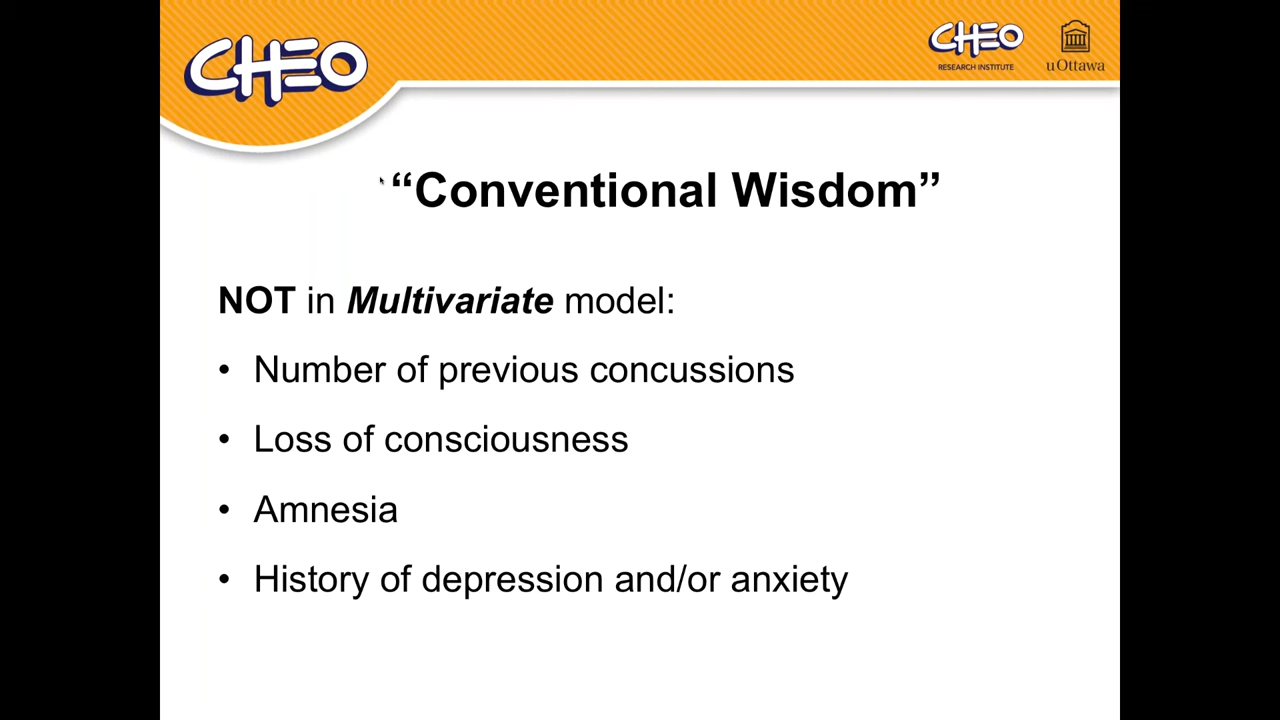 CHEO
CHEO
RESEARCH INSTITUTE
uOttawa
“Conventional Wisdom”
NOT in Multivariate model:
• Number of previous concussions
• Loss of consciousness
• Amnesia
• History of depression and/or anxiety